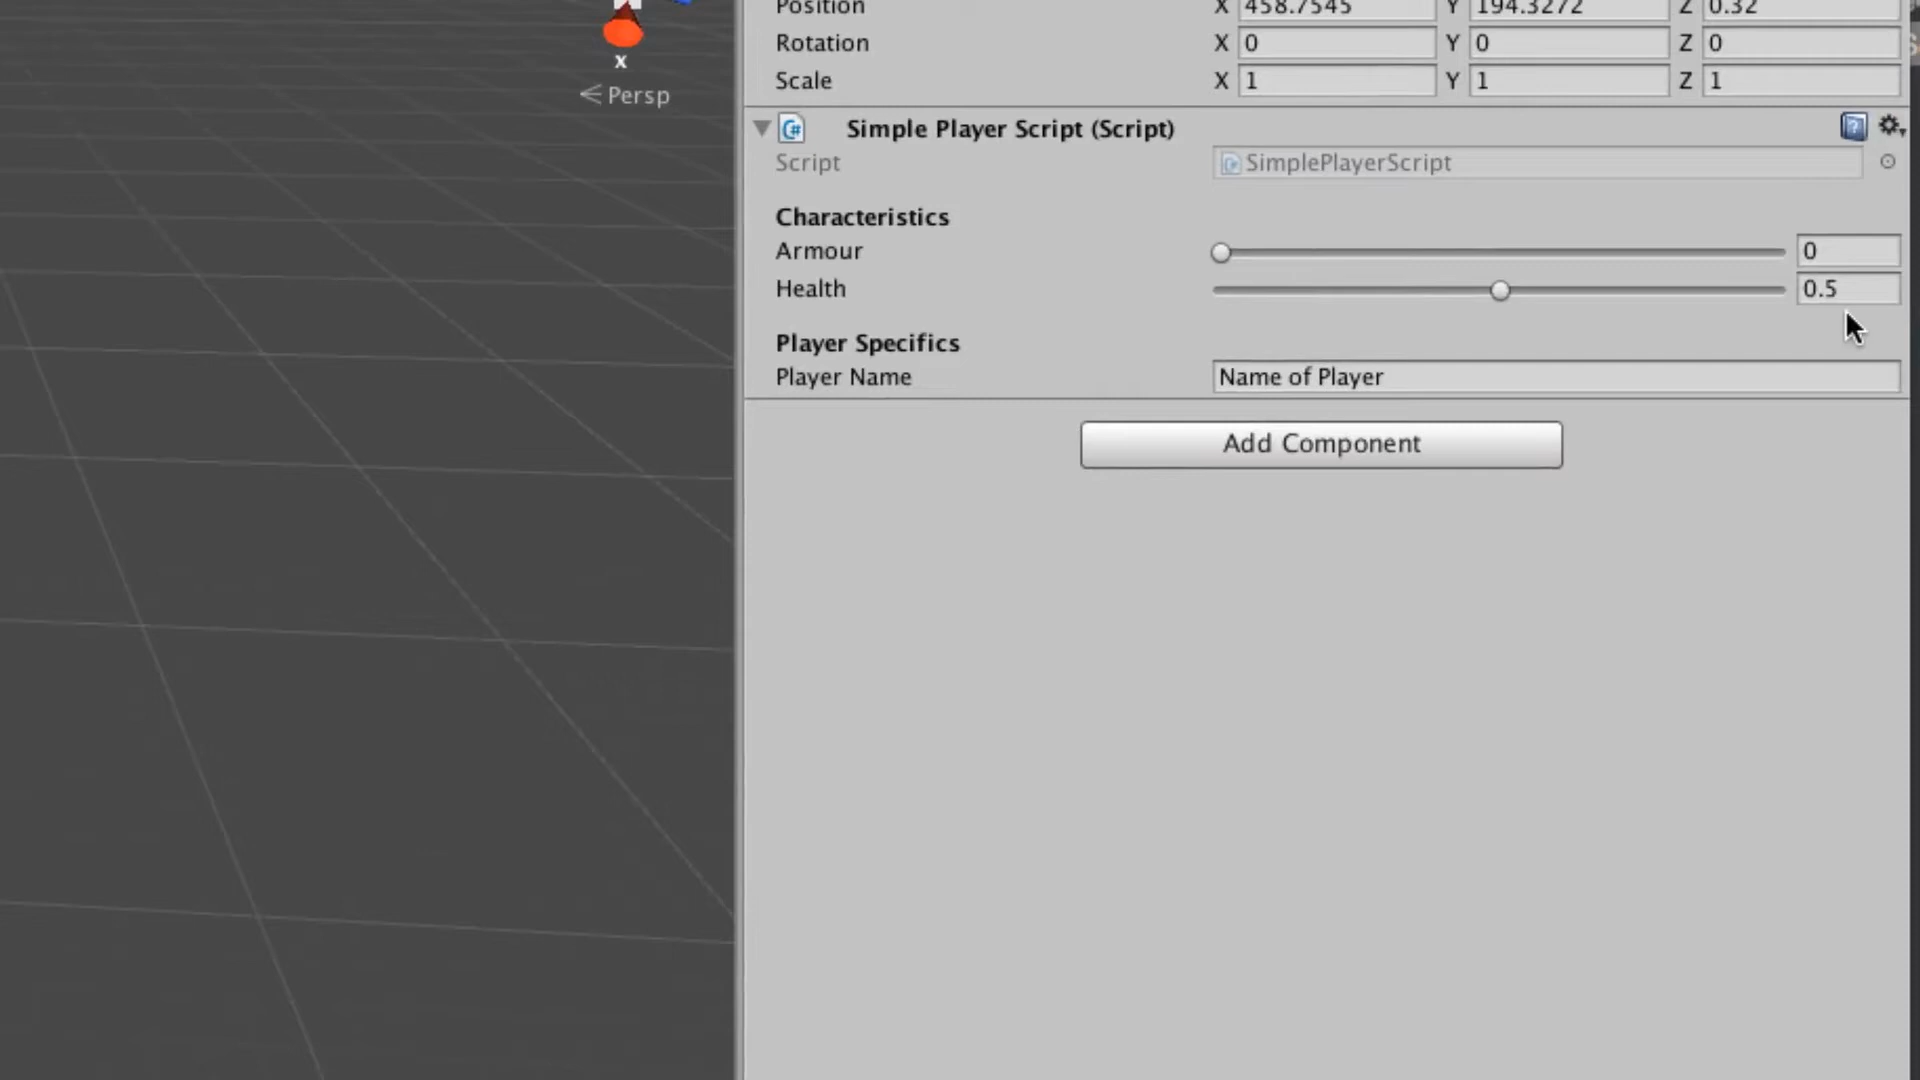 Position X 458.7545 Y 194.3272 Z 0.32
Rotation X 0 Y 0 Z 0
Scale X 1 Y 1 Z 1
x
Persp
Simple Player Script (Script)
Script SimplePlayerScript
Characteristics
Armour 0
Health 0.5
Player Specifics
Player Name Name of Player
Add Component